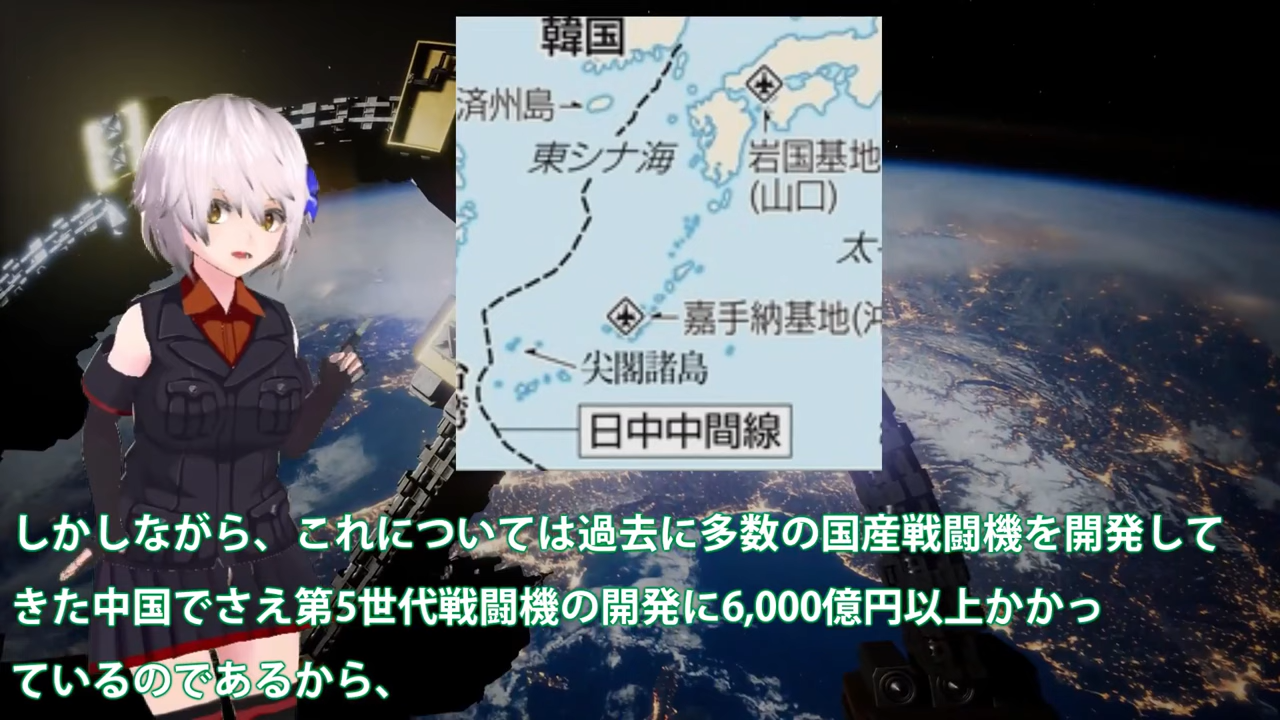 韓国
済州島
東シナ海
岩国基地
(山口)
嘉手納基地(
尖閣諸島
日中中間線
しかしながら、これについては過去に多数の国産戦闘機を開発して
きた中国でさえ第5世代戦闘機の開発に6,000億円以上かかっ
ているのであるから、